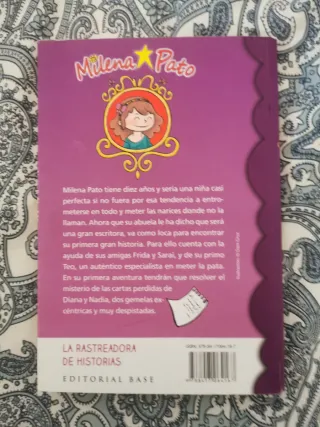 Milena Pato
Milena Pato tiene diez años y sería una niña casi
perfecta si no fuera por esa tendencia a entro-
meterse en todo y meter las narices donde no la
llaman. Ahora que su abuela le ha dicho que será
una gran escritora, va como loca para encontrar
su primera gran historia. Para ello cuenta con la
ayuda de sus amigas Frida y Sarai, y de su primo
Teo, un auténtico especialista en meter la pata.
En su primera aventura tendrán que resolver el
misterio de las cartas perdidas de
Diana y Nadia, dos gemelas ex-
céntricas y muy despistadas.
LA RASTREADORA
DE HISTORIAS
EDITORIAL BASE